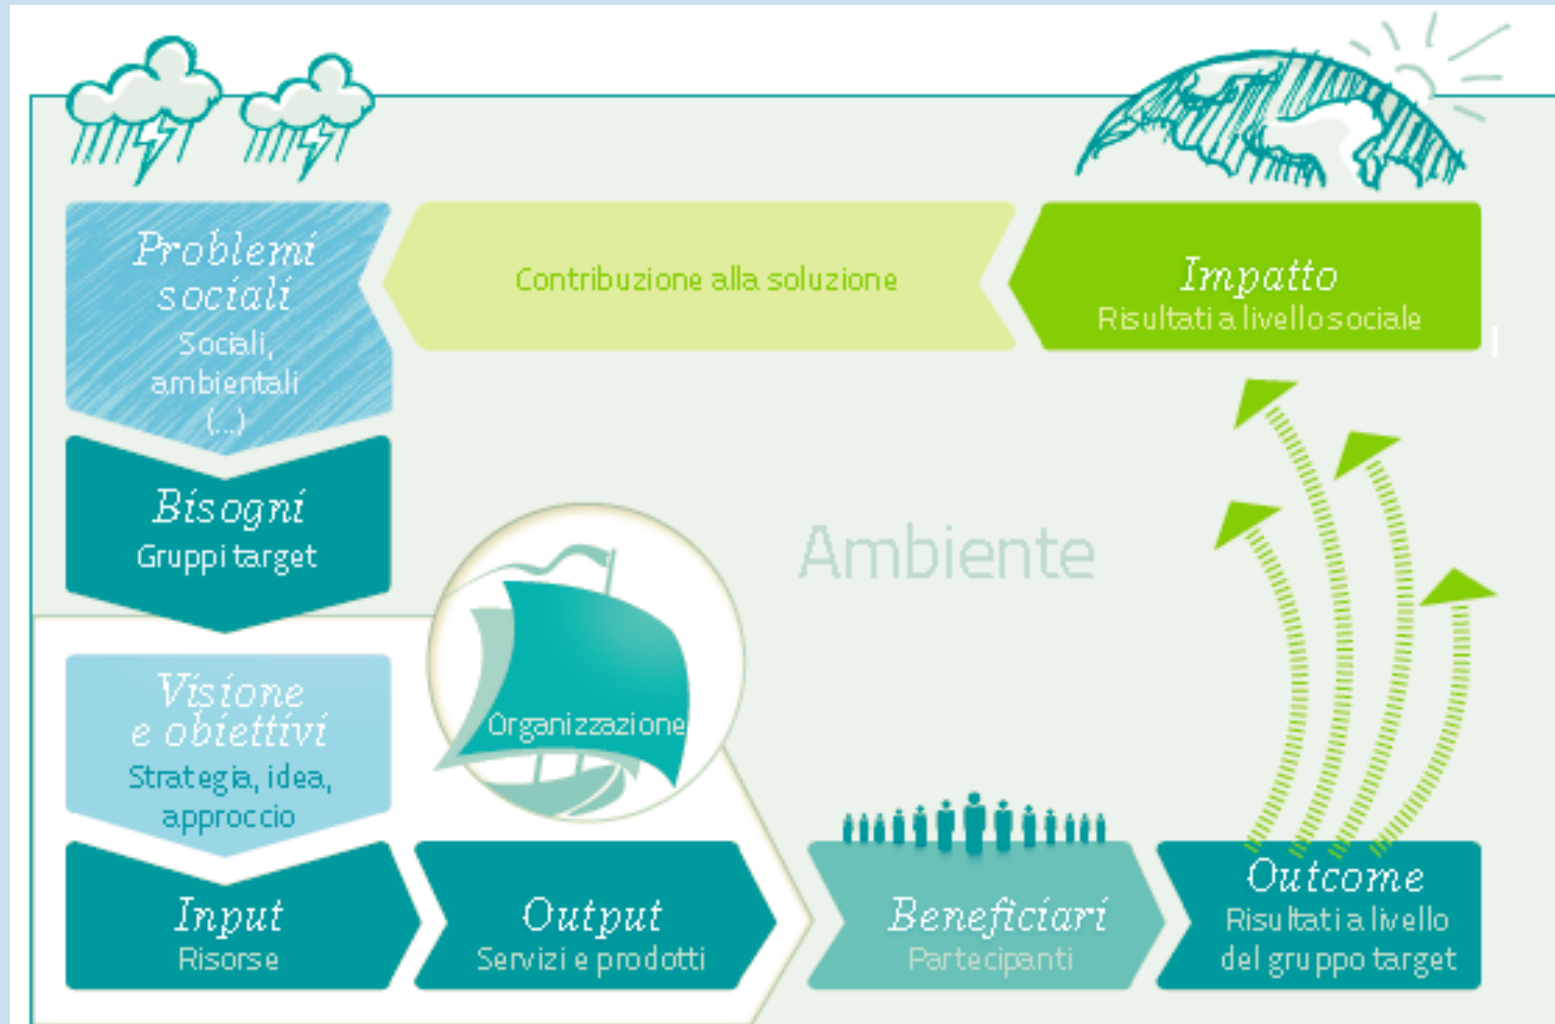 Problemi
sociali
Sociali,
ambientali
(...)
Contribuzione alla soluzione
Impatto
Risultati a livello sociale
Bisogni
Gruppi target
Ambiente
Visione
e obiettivi
Strategia, idea,
approccio
Organizzazione
Input
Risorse
Output
Servizi e prodotti
Beneficiari
Partecipanti
Outcome
Risultati a livello
del gruppo target